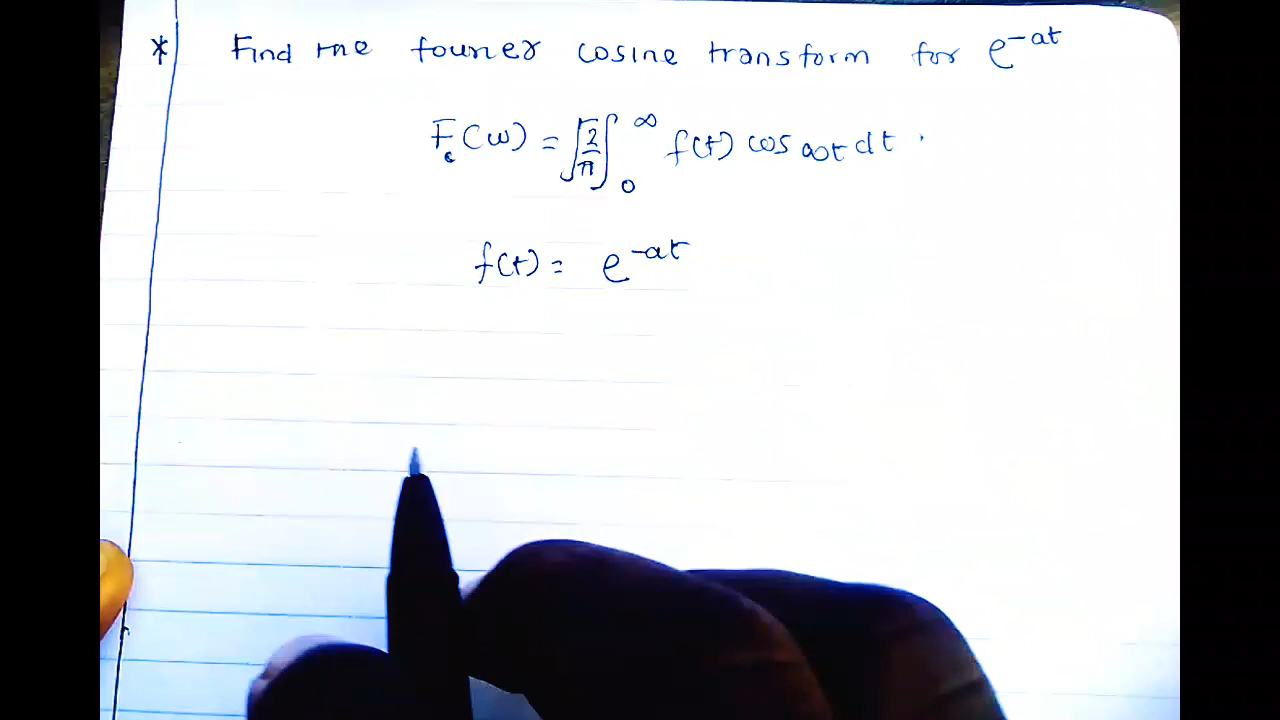 * Find the fourier cosine transform for e^-at
F_c(ω) = √2/π ∫_0^∞ f(t) cos ωt dt .
f(t) = e^-at